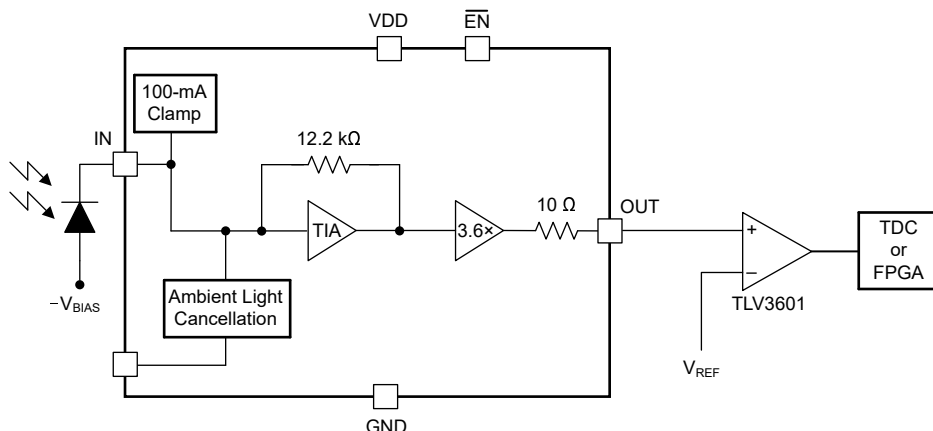 VDD
EN
100-mA
Clamp
IN
12.2 kΩ
TIA
3.6×
10 Ω
OUT
Ambient Light
Cancellation
−VBIAS
GND
+
−
TLV3601
VREF
TDC
or
FPGA